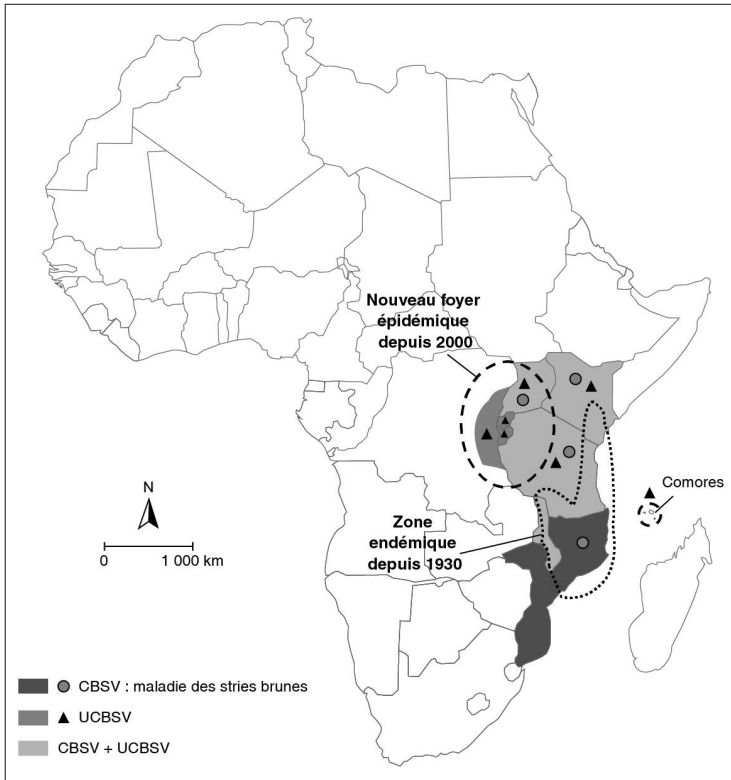 Nouveau foyer
épidémique
depuis 2000
Comores
N
0 1 000 km
Zone
endémique
depuis 1930
CBSV : maladie des stries brunes
UCBSV
CBSV + UCBSV